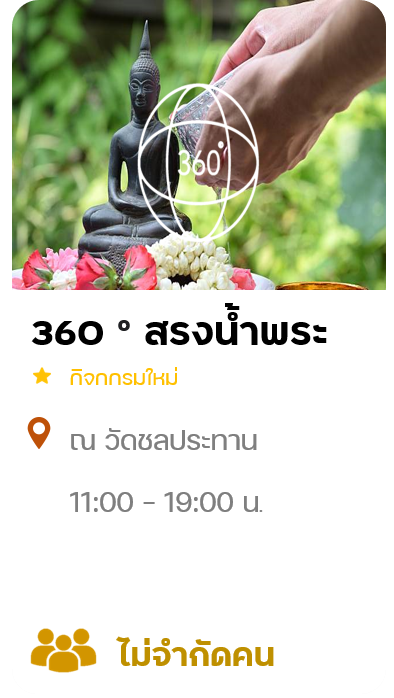 360°
360 ° สรงน้ำพระ
กิจกกรมใหม่
ณ วัดชลประทาน
11:00 - 19:00 น.
ไม่จำกัดคน